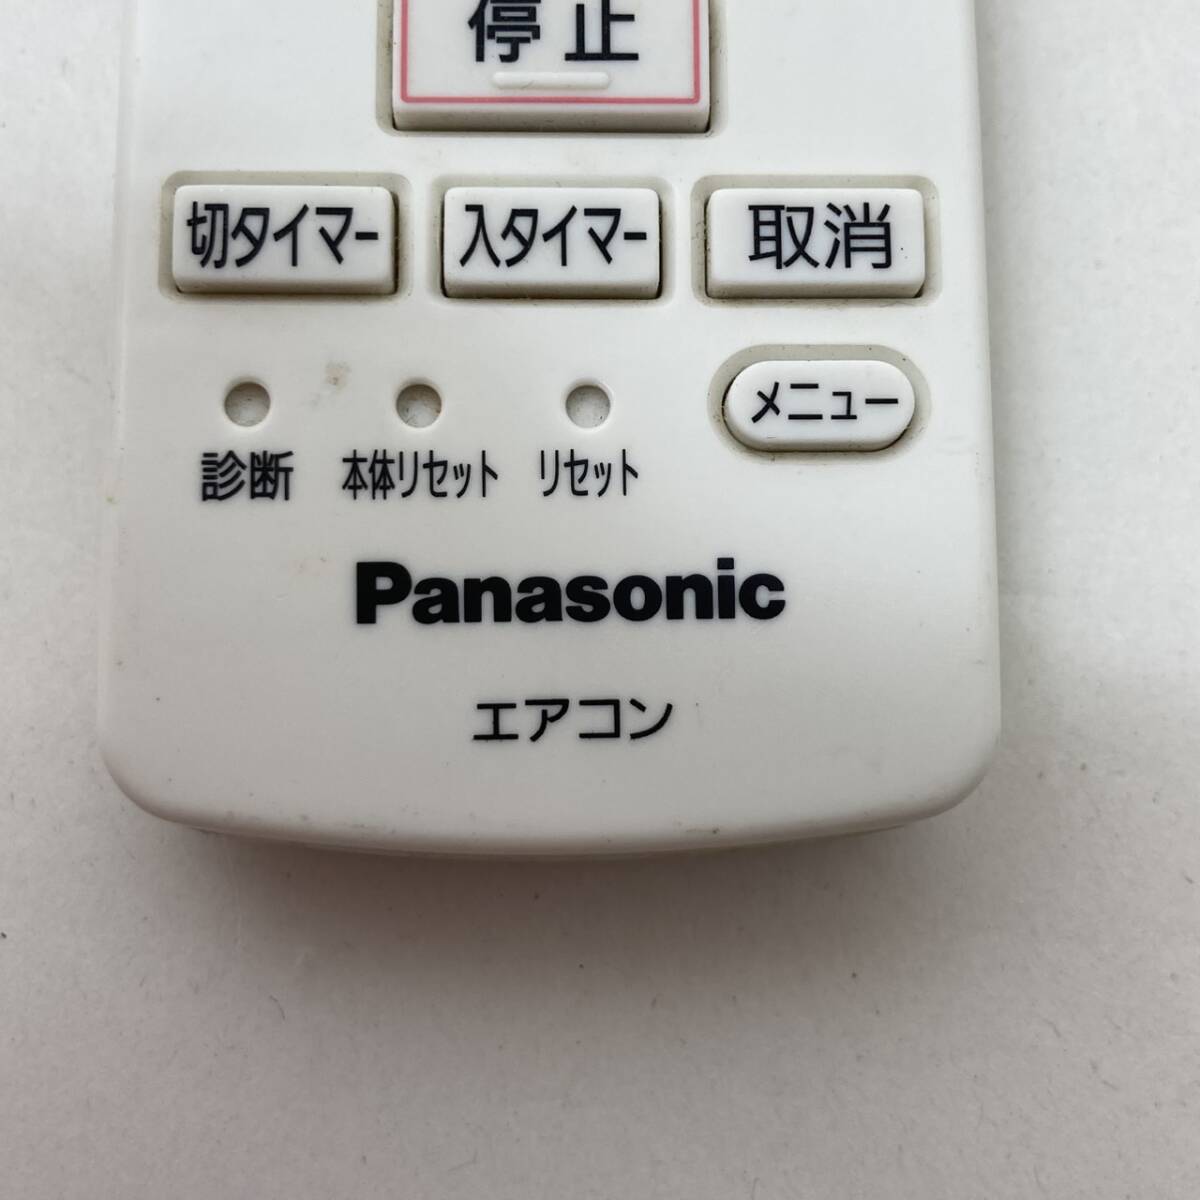 停止
切タイマー 入タイマー 取消
メニュー
診断 本体リセット リセット
Panasonic
エアコン